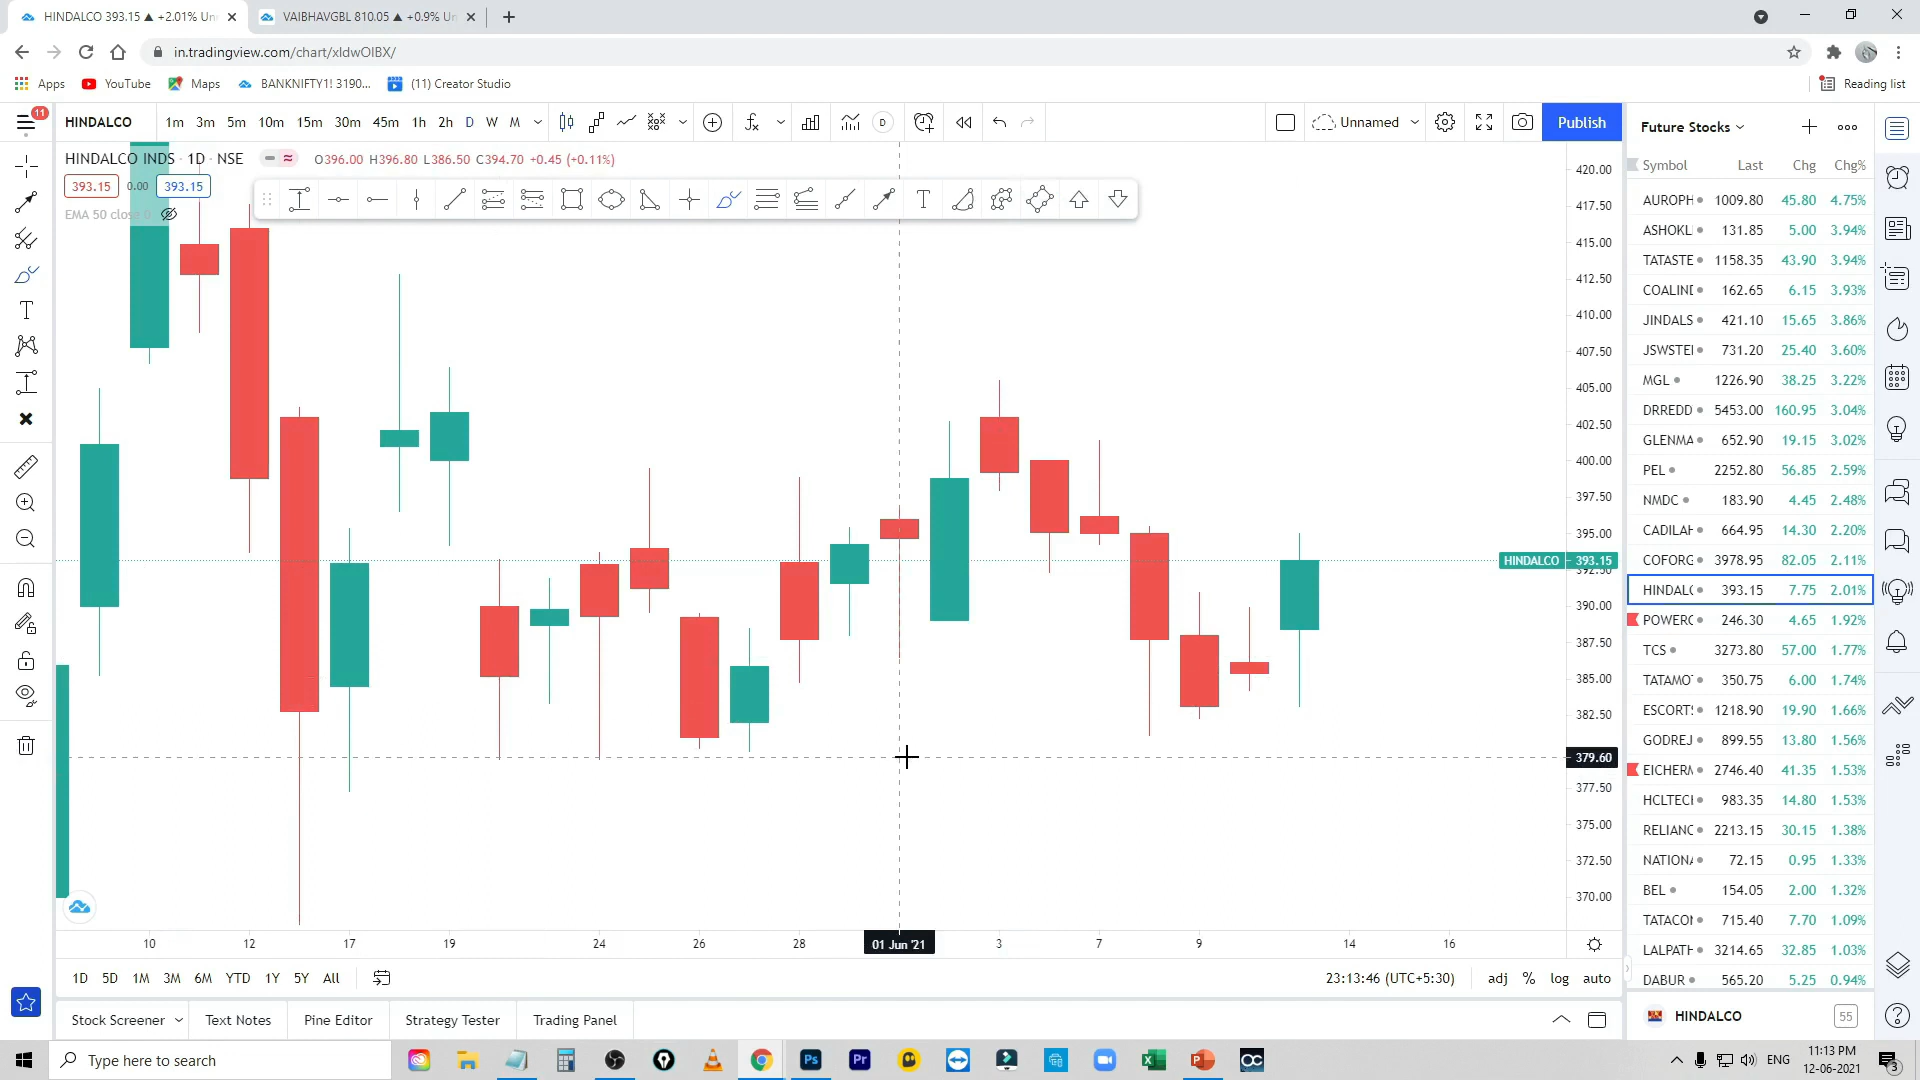 HINDALCO 393.15 ▲ +2.01% Un
VAIBHAVGBL 810.05 ▲ +0.9% Un
in.tradingview.com/chart/xIdwOIBX/
Apps YouTube Maps BANKNIFTY1! 3190... (11) Creator Studio Reading list
11 HINDALCO 1m 3m 5m 10m 15m 30m 45m 1h 2h D W M D Unnamed Publish
HINDALCO INDS · 1D · NSE O396.00 H396.80 L386.50 C394.70 +0.45 (+0.11%)
393.15 0.00 393.15
EMA 50 close 0
420.00
417.50
415.00
412.50
410.00
407.50
405.00
402.50
400.00
397.50
395.00
HINDALCO 393.15
392.50
390.00
387.50
385.00
382.50
379.60
377.50
375.00
372.50
370.00
10 12 17 19 24 26 28 01 Jun '21 3 7 9 14 16
1D 5D 1M 3M 6M YTD 1Y 5Y All 23:13:46 (UTC+5:30) adj % log auto
Stock Screener Text Notes Pine Editor Strategy Tester Trading Panel
Future Stocks
Symbol Last Chg Chg%
AUROPH 1009.80 45.80 4.75%
ASHOKL 131.85 5.00 3.94%
TATASTE 1158.35 43.90 3.94%
COALIND 162.65 6.15 3.93%
JINDALS 421.10 15.65 3.86%
JSWSTEI 731.20 25.40 3.60%
MGL 1226.90 38.25 3.22%
DRREDD 5453.00 160.95 3.04%
GLENMA 652.90 19.15 3.02%
PEL 2252.80 56.85 2.59%
NMDC 183.90 4.45 2.48%
CADILAH 664.95 14.30 2.20%
COFORG 3978.95 82.05 2.11%
HINDALC 393.15 7.75 2.01%
POWERG 246.30 4.65 1.92%
TCS 3273.80 57.00 1.77%
TATAMO 350.75 6.00 1.74%
ESCORTS 1218.90 19.90 1.66%
GODREJ 899.55 13.80 1.56%
EICHERM 2746.40 41.35 1.53%
HCLTECH 983.35 14.80 1.53%
RELIANC 2213.15 30.15 1.38%
NATIONA 72.15 0.95 1.33%
BEL 154.05 2.00 1.32%
TATACON 715.40 7.70 1.09%
LALPATH 3214.65 32.85 1.03%
DABUR 565.20 5.25 0.94%
HINDALCO 55
Type here to search
ENG 11:13 PM
12-06-2021
3